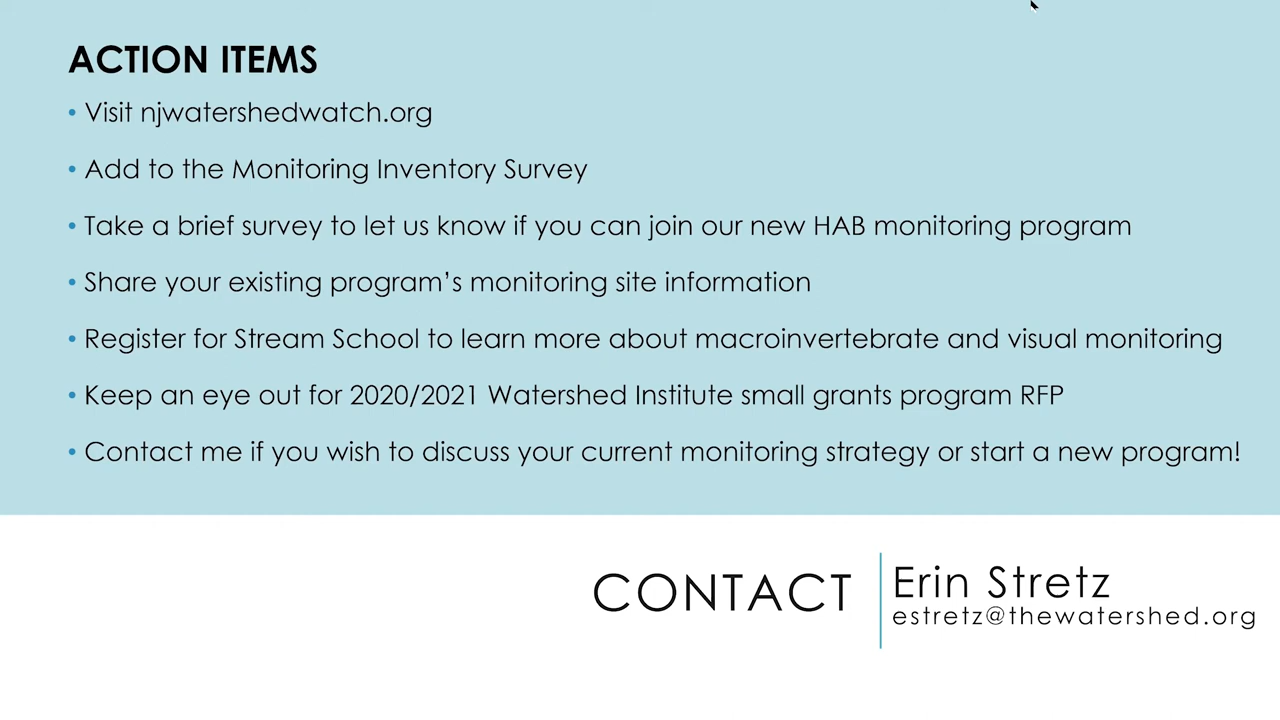 ACTION ITEMS
• Visit njwatershedwatch.org
• Add to the Monitoring Inventory Survey
• Take a brief survey to let us know if you can join our new HAB monitoring program
• Share your existing program’s monitoring site information
• Register for Stream School to learn more about macroinvertebrate and visual monitoring
• Keep an eye out for 2020/2021 Watershed Institute small grants program RFP
• Contact me if you wish to discuss your current monitoring strategy or start a new program!
CONTACT
Erin Stretz
estretz@thewatershed.org